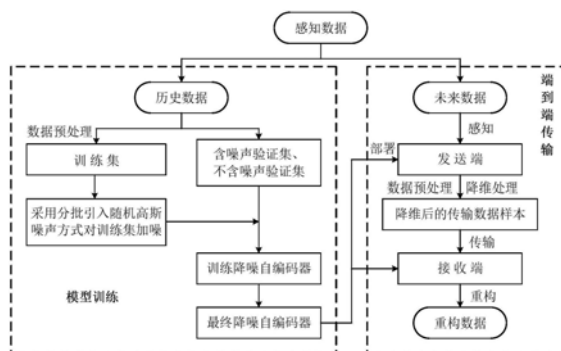 感知数据
历史数据
数据预处理
训练集
含噪声验证集、
不含噪声验证集
采用分批引入随机高斯
噪声方式对训练集加噪
训练降噪自编码器
模型训练
最终降噪自编码器
端到端传输
未来数据
感知
部署
发送端
数据预处理 降维处理
降维后的传输数据样本
传输
接收端
重构
重构数据